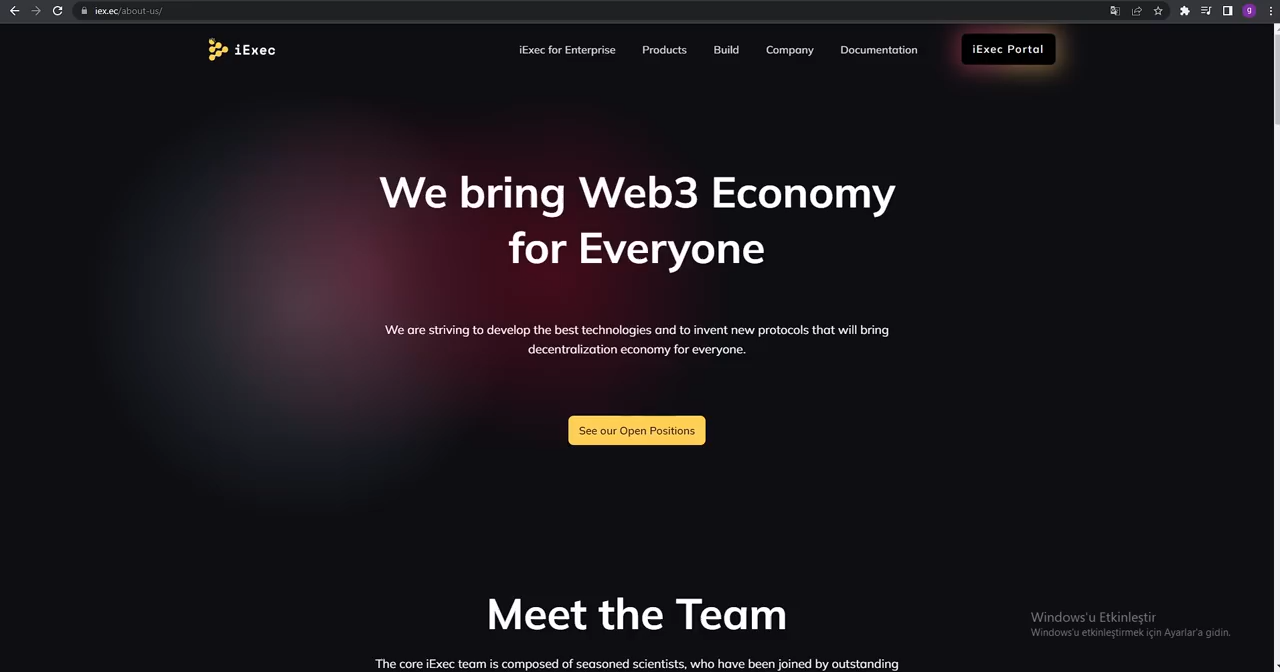 iex.ec/about-us/
g
iExec
iExec for Enterprise
Products
Build
Company
Documentation
iExec Portal
We bring Web3 Economy
for Everyone
We are striving to develop the best technologies and to invent new protocols that will bring
decentralization economy for everyone.
See our Open Positions
Meet the Team
The core iExec team is composed of seasoned scientists, who have been joined by outstanding
Windows'u Etkinleştir
Windows'u etkinleştirmek için Ayarlar'a gidin.